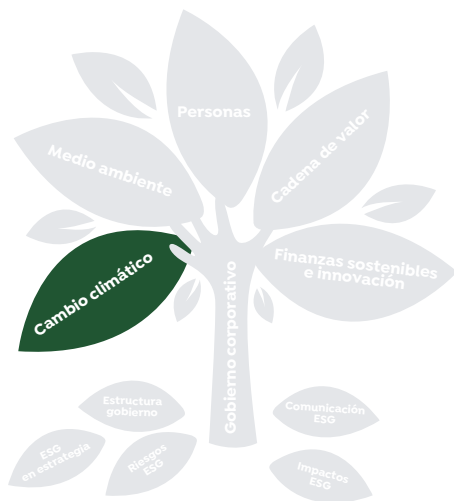 Personas
Medio ambiente
Cadena de valor
Cambio climático
Finanzas sostenibles
e innovación
Gobierno corporativo
Estructura
gobierno
Comunicación
ESG
ESG
en estrategia
Riesgos
ESG
Impactos
ESG